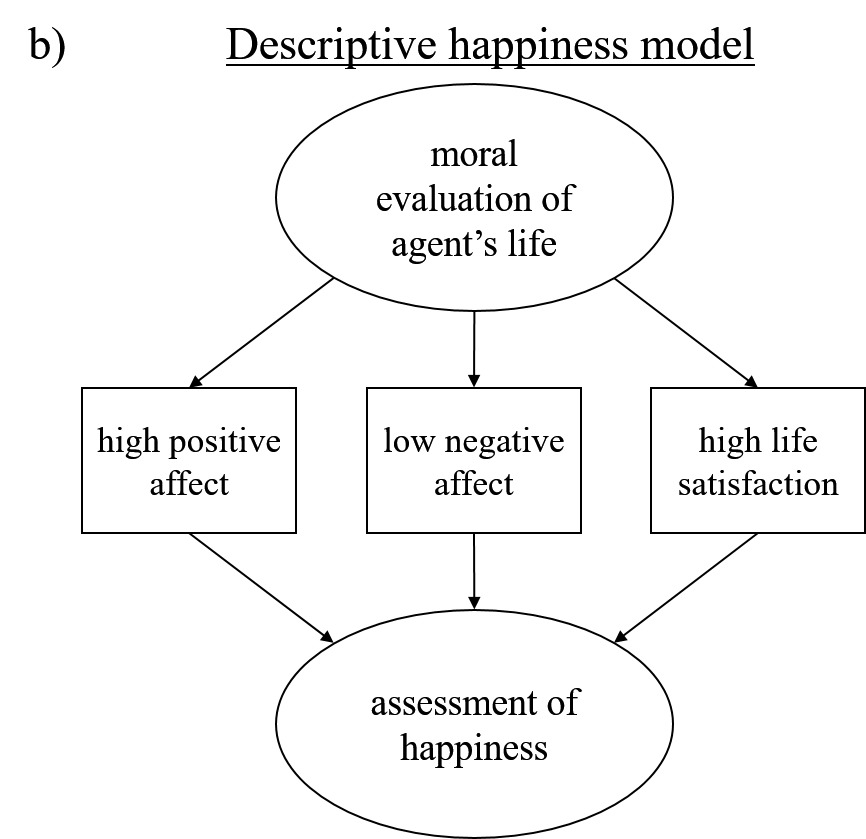 b) Descriptive happiness model
moral
evaluation of
agent’s life
high positive
affect
low negative
affect
high life
satisfaction
assessment of
happiness